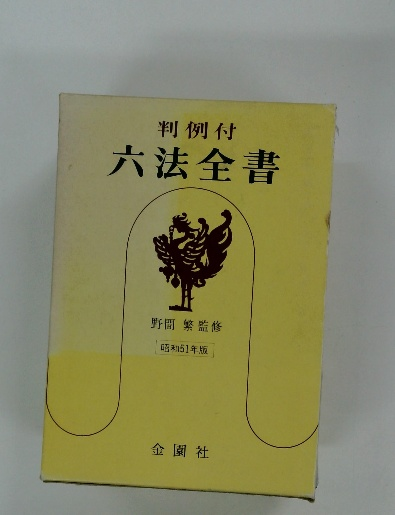 判例付
六法全書
野間 繁監修
昭和51年版
金園社